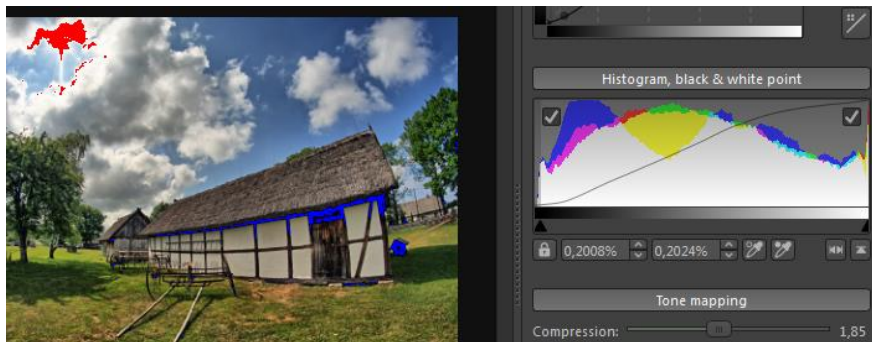 Histogram, black & white point
0,2008% 0,2024%
Tone mapping
Compression: 1,85